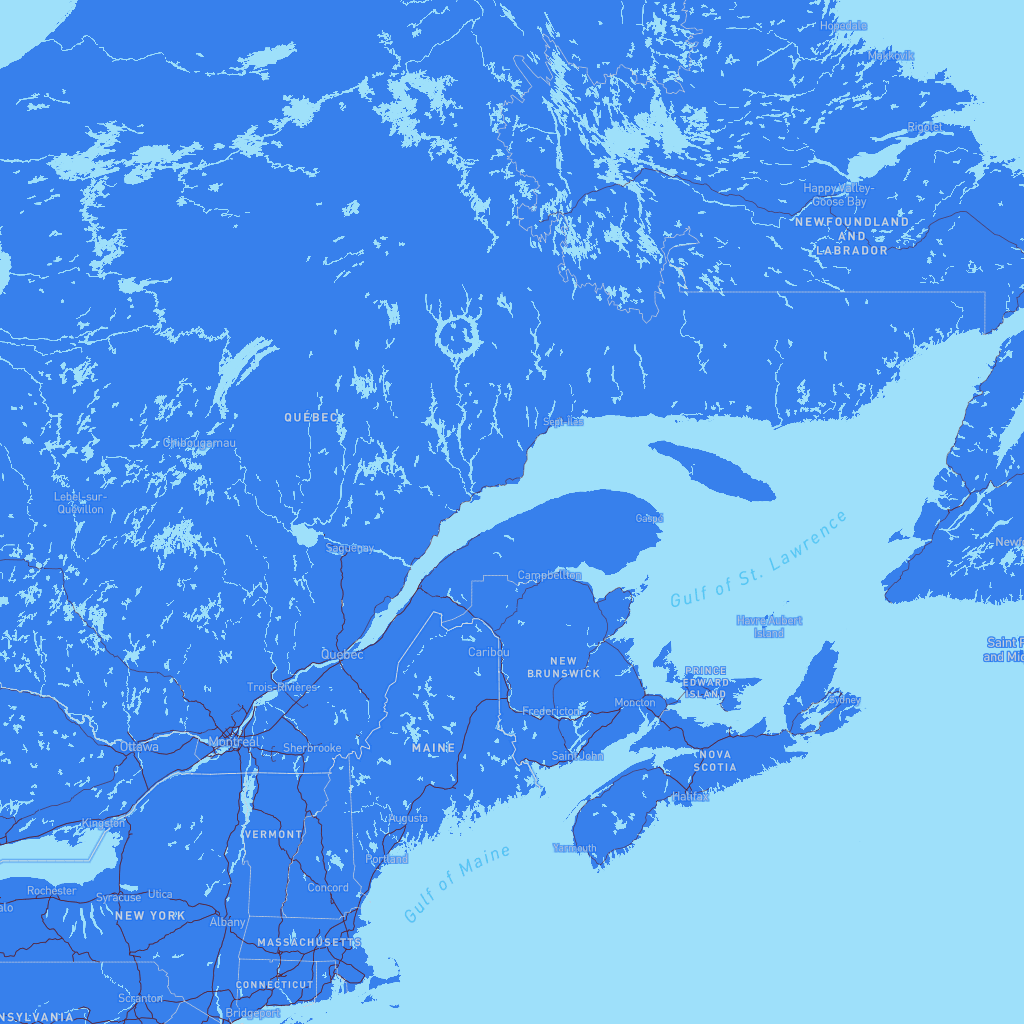 Hopedale
Makkovik
Rigolet
Happy Valley-
Goose Bay
NEWFOUNDLAND
AND
LABRADOR
QUÉBEC
Sept-Îles
Chibougamau
Lebel-sur-
Quévillon
Gaspé
Gulf of St. Lawrence
Saguenay
Campbellton
Newfo
Havre Aubert
Island
Saint P
and Miq
Québec
Caribou
NEW
BRUNSWICK
PRINCE
EDWARD
ISLAND
Trois-Rivières
Fredericton
Moncton
Sydney
Ottawa
Montréal
Sherbrooke
MAINE
Saint John
NOVA
SCOTIA
Halifax
Kingston
VERMONT
Augusta
Yarmouth
Portland
Gulf of Maine
Rochester
Syracuse
Utica
Concord
alo
NEW YORK
Albany
MASSACHUSETTS
CONNECTICUT
Scranton
Bridgeport
NSYLVANIA